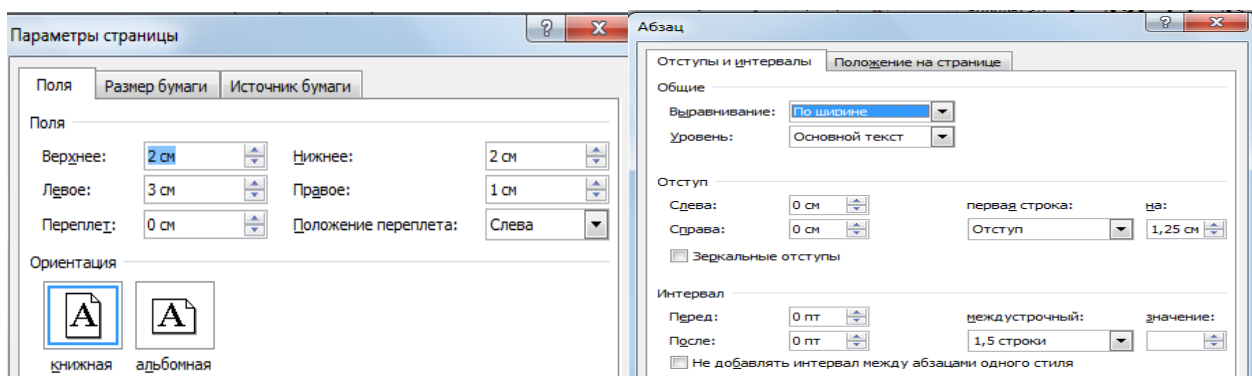 Параметры страницы
Поля Размер бумаги Источник бумаги
Поля
Верхнее: 2 см Нижнее: 2 см
Левое: 3 см Правое: 1 см
Переплет: 0 см Положение переплета: Слева
Ориентация
книжная альбомная
Абзац
Отступы и интервалы Положение на странице
Общие
Выравнивание: По ширине
Уровень: Основной текст
Отступ
Слева: 0 см первая строка: на:
Справа: 0 см Отступ 1,25 см
Зеркальные отступы
Интервал
Перед: 0 пт междустрочный: значение:
После: 0 пт 1,5 строки
Не добавлять интервал между абзацами одного стиля